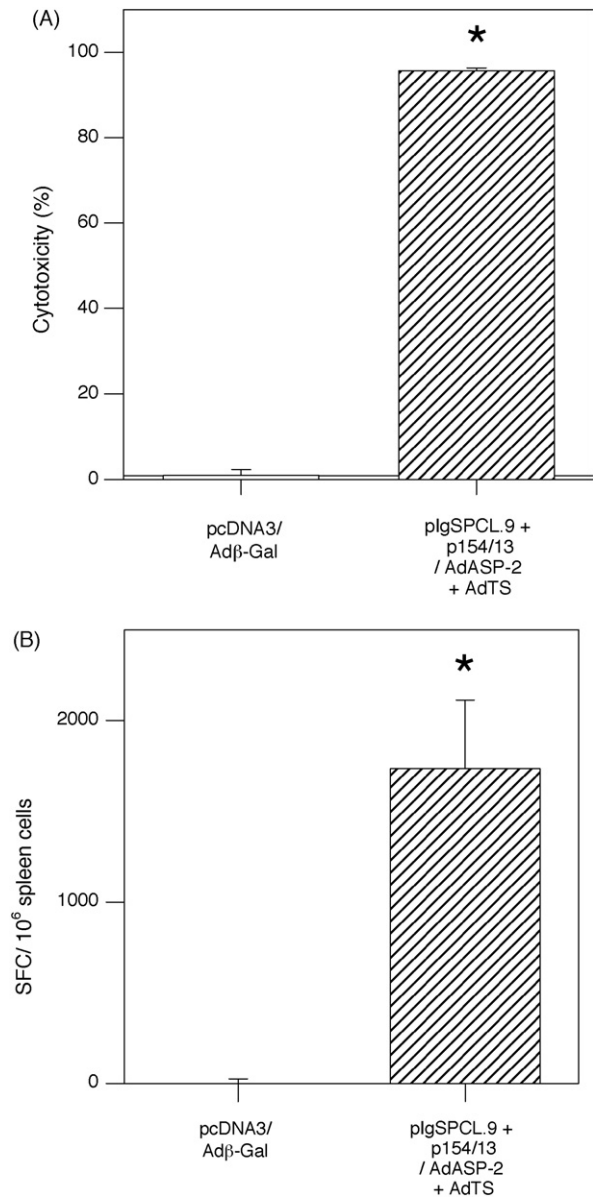 (A)
*
100
80
60
40
20
0
Cytotoxicity (%)
pcDNA3/
Adβ-Gal
pIgSPCL.9 +
p154/13
/ AdASP-2
+ AdTS
(B)
*
2000
1000
0
SFC/ 10⁶ spleen cells
pcDNA3/
Adβ-Gal
pIgSPCL.9 +
p154/13
/ AdASP-2
+ AdTS